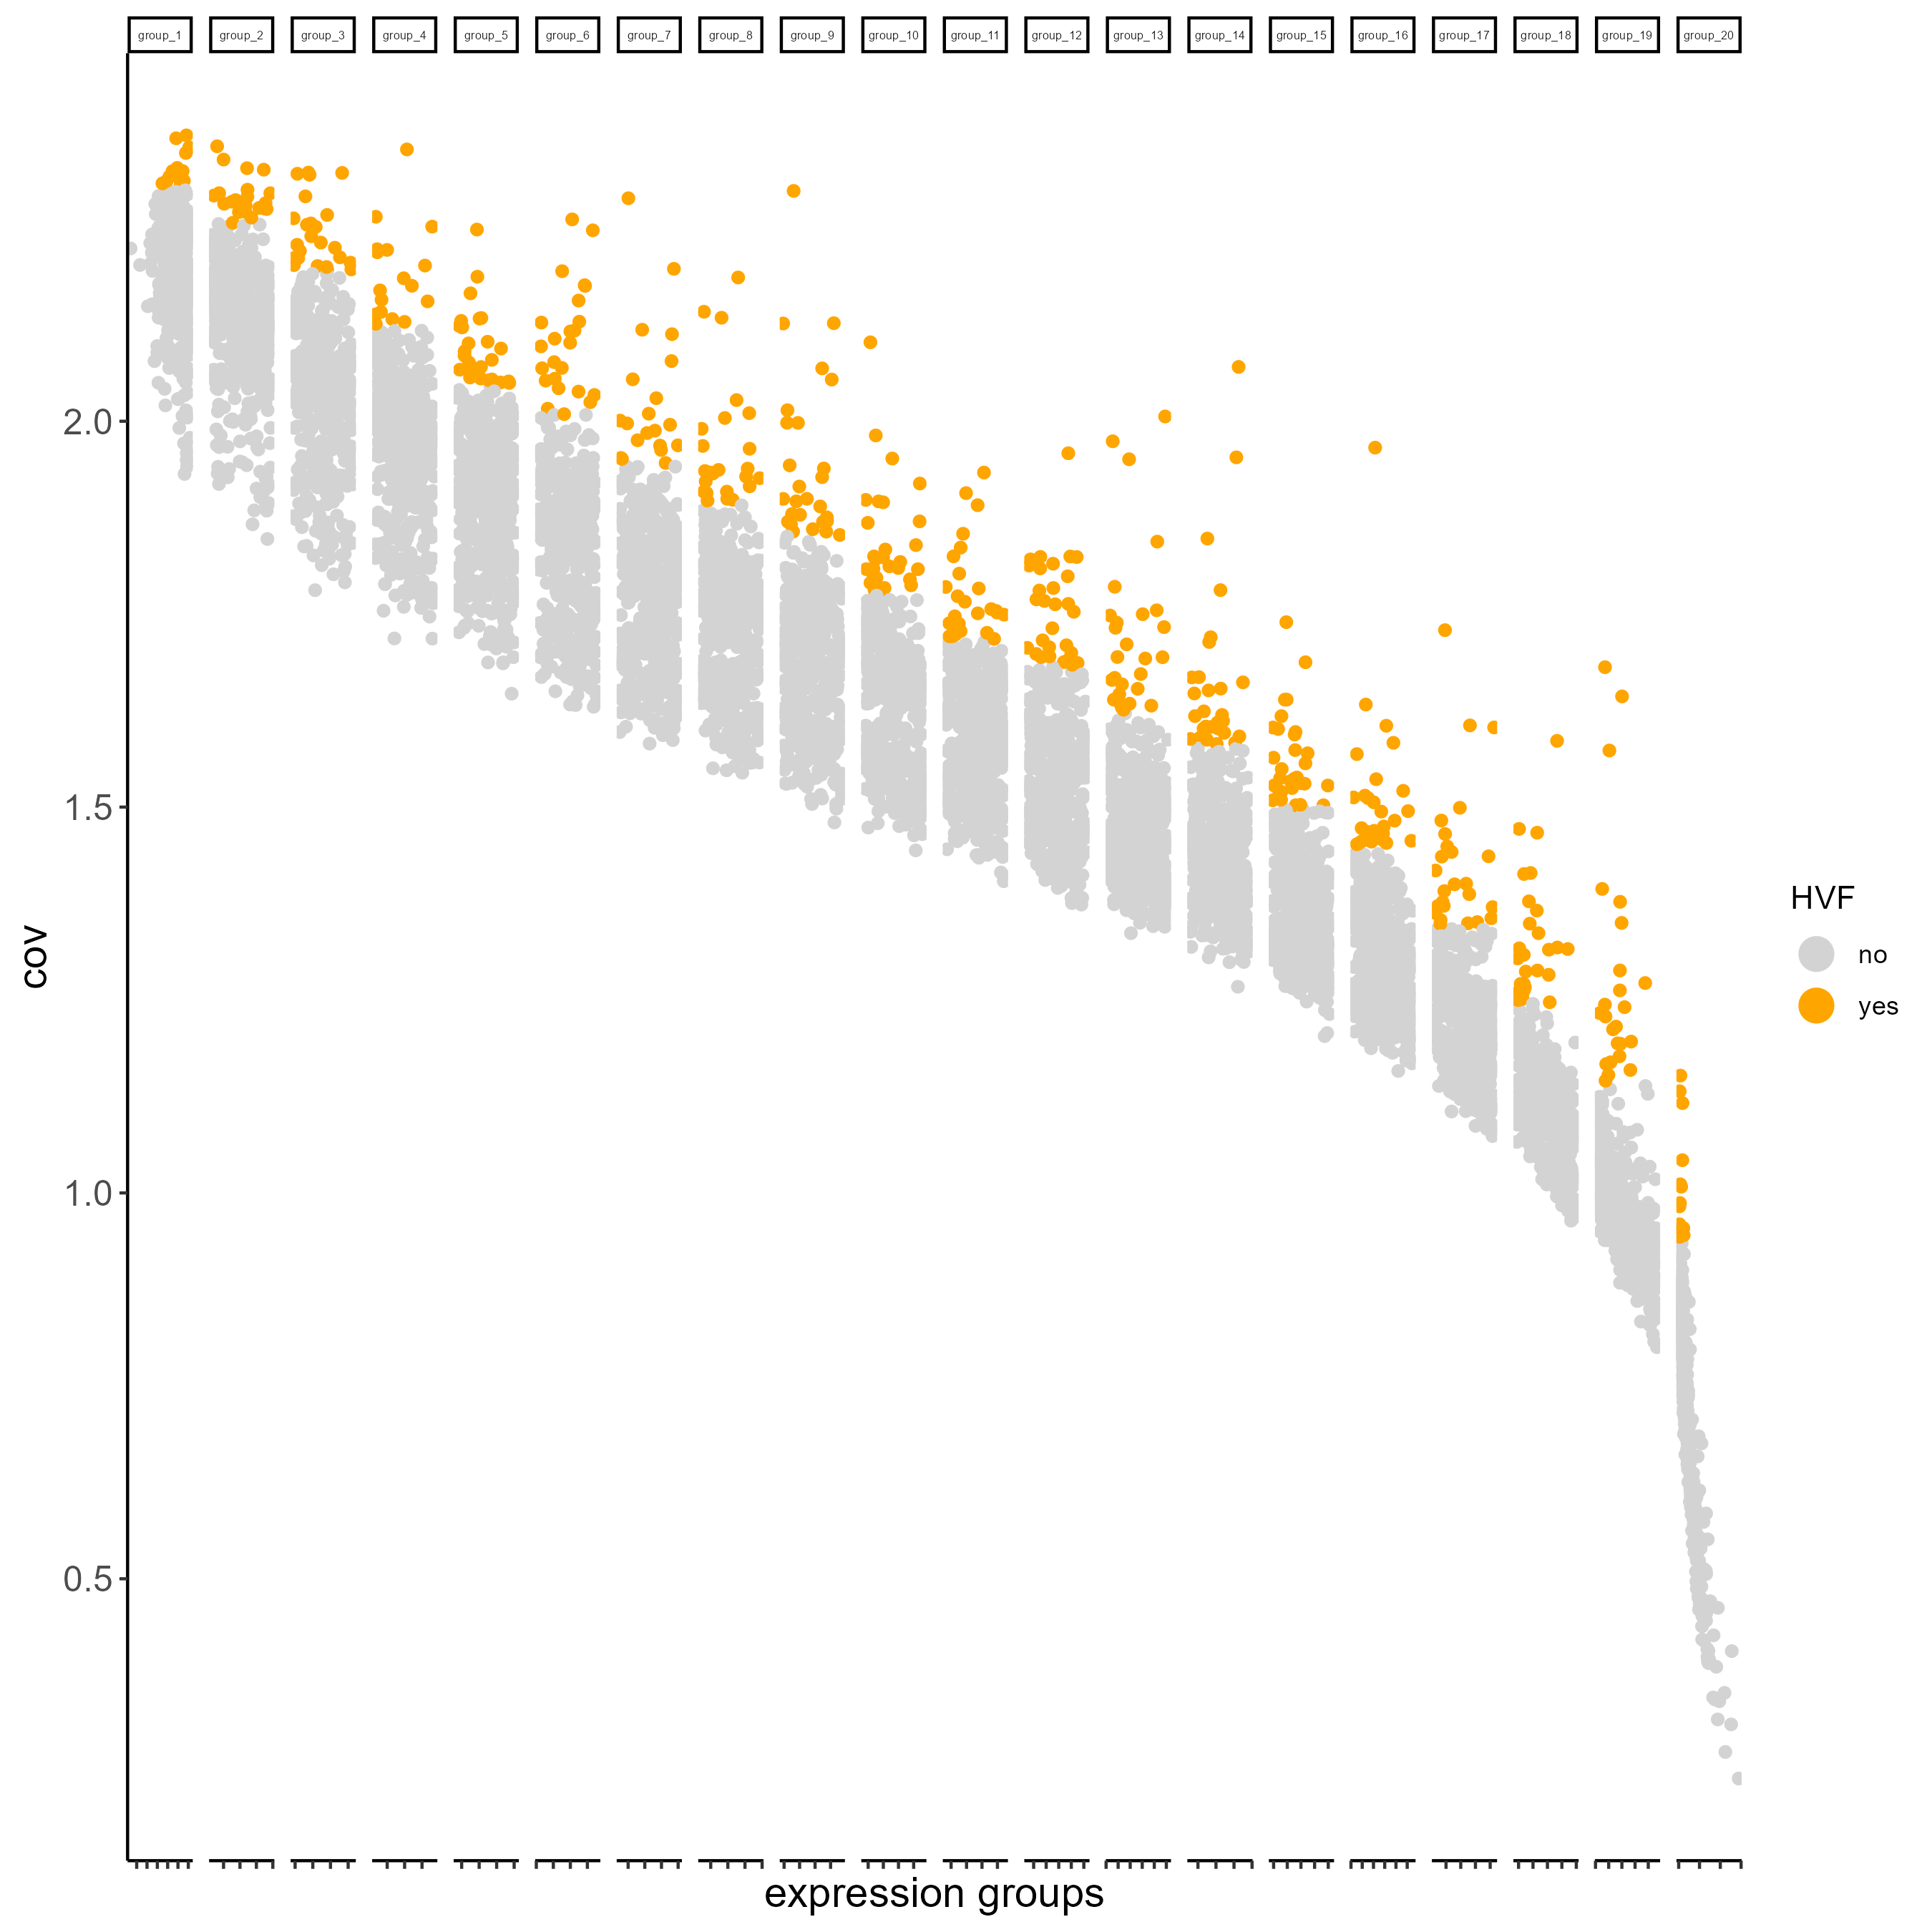 group_1 group_2 group_3 group_4 group_5 group_6 group_7 group_8 group_9 group_10 group_11 group_12 group_13 group_14 group_15 group_16 group_17 group_18 group_19 group_20
2.0
1.5
1.0
0.5
cov
expression groups
HVF
no
yes